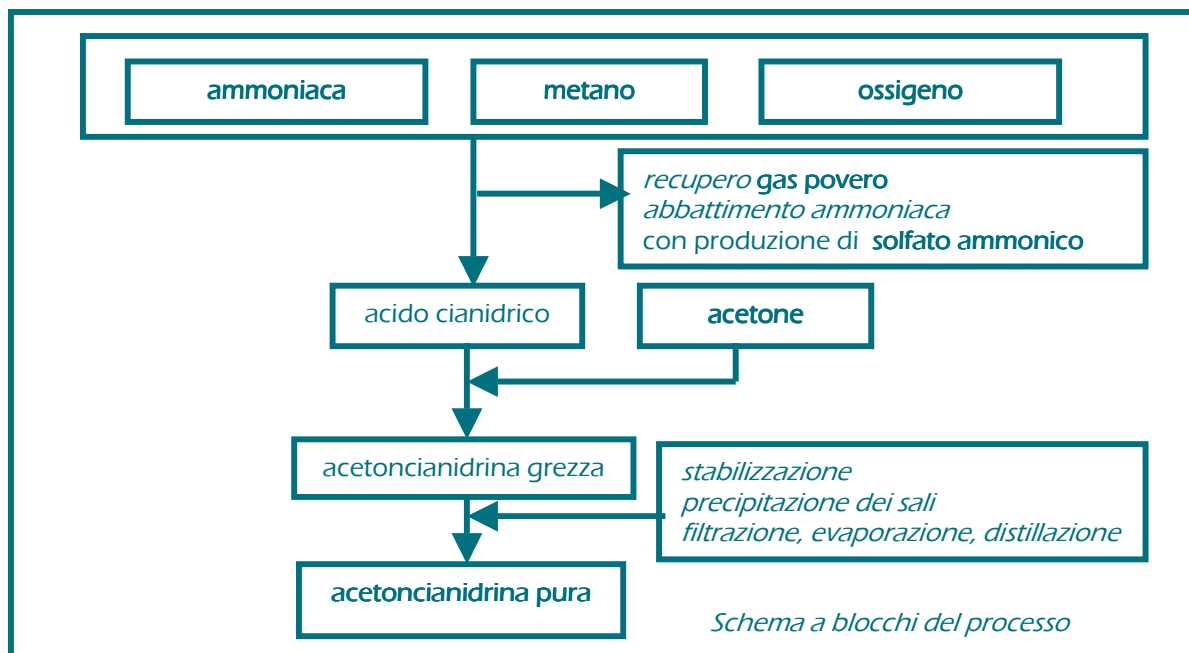 ammoniaca
metano
ossigeno
recupero gas povero
abbattimento ammoniaca
con produzione di solfato ammonico
acido cianidrico
acetone
acetoncianidrina grezza
stabilizzazione
precipitazione dei sali
filtrazione, evaporazione, distillazione
acetoncianidrina pura
Schema a blocchi del processo